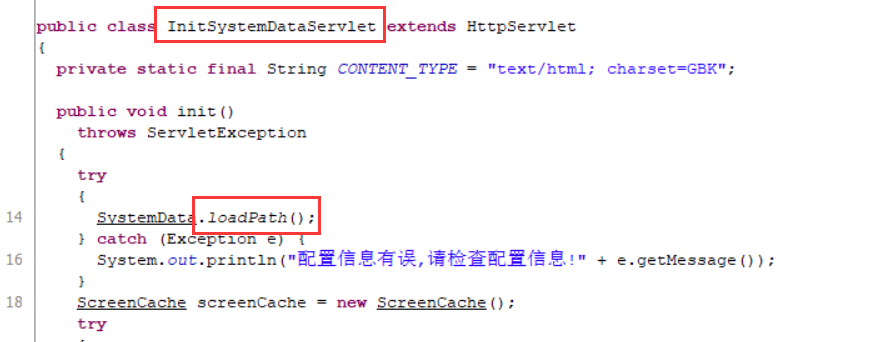 public class InitSystemDataServlet extends HttpServlet
{
private static final String CONTENT_TYPE = "text/html; charset=GBK";
public void init()
throws ServletException
{
try
{
14 SystemData.loadPath();
} catch (Exception e) {
16 System.out.println("配置信息有误,请检查配置信息!" + e.getMessage());
}
18 ScreenCache screenCache = new ScreenCache();
try
{